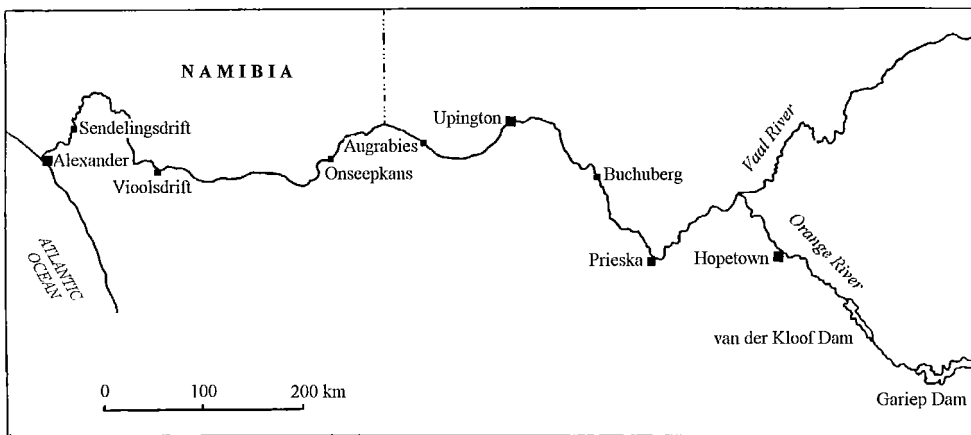 NAMIBIA
Sendelingsdrift
Alexander
Vioolsdrift
Augrabies
Onseepkans
Upington
Buchuberg
Prieska
Hopetown
Vaal River
Orange River
van der Kloof Dam
Gariep Dam
ATLANTIC
OCEAN
0 100 200 km